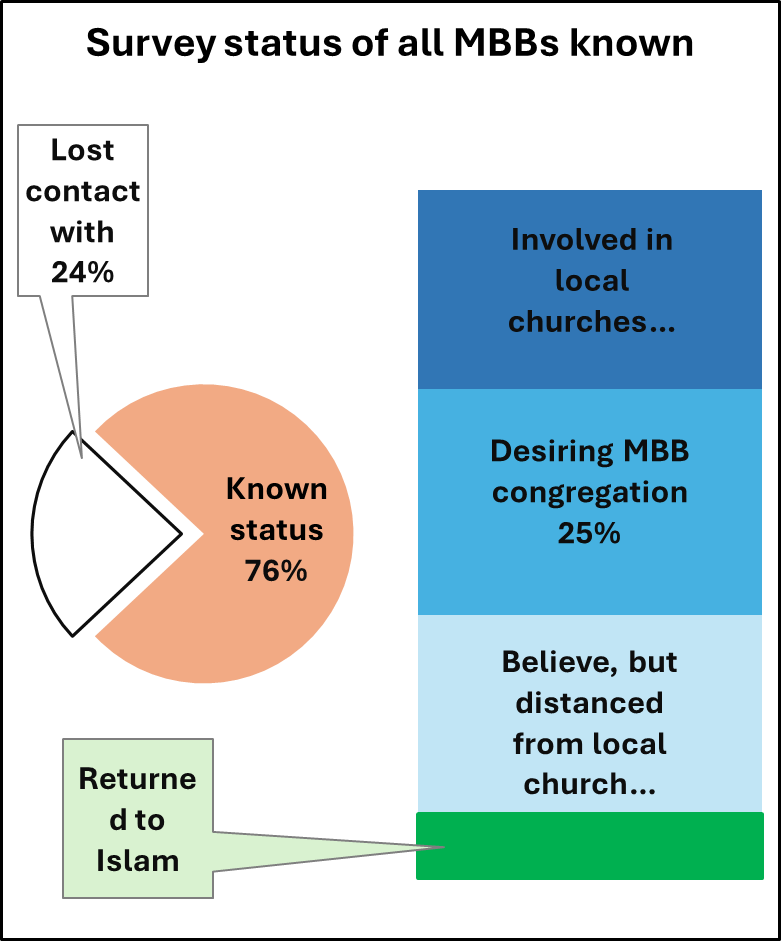 Survey status of all MBBs known
Lost
contact
with
24%
Known
status
76%
Involved in
local
churches...
Desiring MBB
congregation
25%
Believe, but
distanced
from local
church...
Returne
d to
Islam